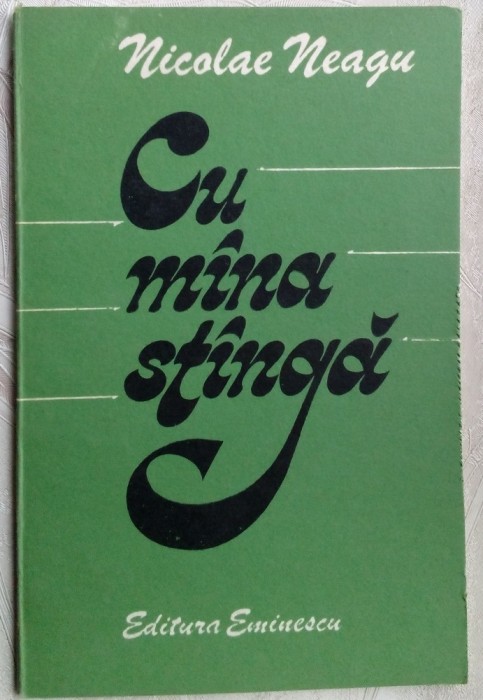 Nicolae Neagu
Cu
mîna
stîngă
Editura Eminescu